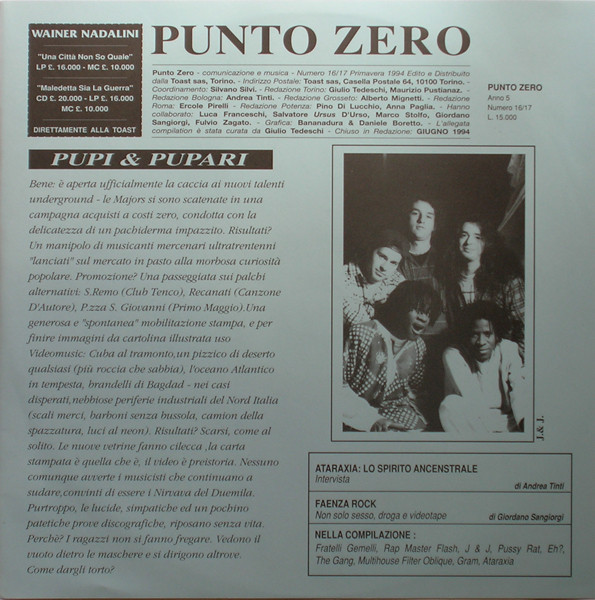 WAINER NADALINI
"Una Città Non So Quale"
LP £. 16.000 - MC £. 10.000
"Maledetta Sia La Guerra"
CD £. 20.000 - LP £. 16.000
MC £. 10.000
DIRETTAMENTE ALLA TOAST
PUNTO ZERO
Punto Zero - comunicazione e musica - Numero 16/17 Primavera 1994 Edito e Distribuito
dalla Toast sas, Torino. - Indirizzo Postale: Toast sas, Casella Postale 64, 10100 Torino. -
Coordinamento: Silvano Silvi. - Redazione Torino: Giulio Tedeschi, Maurizio Pustianaz. -
Redazione Bologna: Andrea Tinti. - Redazione Grosseto: Alberto Mignetti. - Redazione
Roma: Ercole Pirelli - Redazione Potenza: Pino Di Lucchio, Anna Paglia. - Hanno
collaborato: Luca Franceschi, Salvatore Ursus D'Urso, Marco Stolfo, Giordano
Sangiorgi, Fulvio Zagato. - Grafica: Bananadura & Daniele Boretto. - L'allegata
compilation è stata curata da Giulio Tedeschi - Chiuso in Redazione: GIUGNO 1994
PUNTO ZERO
Anno 5
Numero 16/17
L. 15.000
PUPI & PUPARI
Bene: è aperta ufficialmente la caccia ai nuovi talenti
underground - le Majors si sono scatenate in una
campagna acquisti a costi zero, condotta con la
delicatezza di un pachiderma impazzito. Risultati?
Un manipolo di musicanti mercenari ultratrentenni
"lanciati" sul mercato in pasto alla morbosa curiosità
popolare. Promozione? Una passeggiata sui palchi
alternativi: S.Remo (Club Tenco), Recanati (Canzone
D'Autore), P.zza S. Giovanni (Primo Maggio).Una
generosa e "spontanea" mobilitazione stampa, e per
finire immagini da cartolina illustrata uso
Videomusic: Cuba al tramonto,un pizzico di deserto
qualsiasi (più roccia che sabbia), l'oceano Atlantico
in tempesta, brandelli di Bagdad - nei casi
disperati,nebbiose periferie industriali del Nord Italia
(scali merci, barboni senza bussola, camion della
spazzatura, luci al neon). Risultati? Scarsi, come al
solito. Le nuove vetrine fanno cilecca ,la carta
stampata è quella che è, il video è preistoria. Nessuno
comunque avverte i musicisti che continuano a
sudare,convinti di essere i Nirvava del Duemila.
Purtroppo, le lucide, simpatiche ed un pochino
patetiche prove discografiche, riposano senza vita.
Perchè? I ragazzi non si fanno fregare. Vedono il
vuoto dietro le maschere e si dirigono altrove.
Come dargli torto?
J.& J.
ATARAXIA: LO SPIRITO ANCENSTRALE
Intervista
di Andrea Tinti
FAENZA ROCK
Non solo sesso, droga e videotape
di Giordano Sangiorgi
NELLA COMPILAZIONE :
Fratelli Gemelli, Rap Master Flash, J & J, Pussy Rat, Eh?,
The Gang, Multihouse Filter Oblique, Gram, Ataraxia